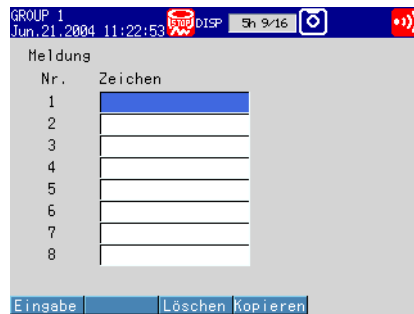 GROUP 1
Jun.21.2004 11:22:53 STOP DISP 5h 9/16
Meldung
Nr. Zeichen
1
2
3
4
5
6
7
8
Eingabe Löschen Kopieren